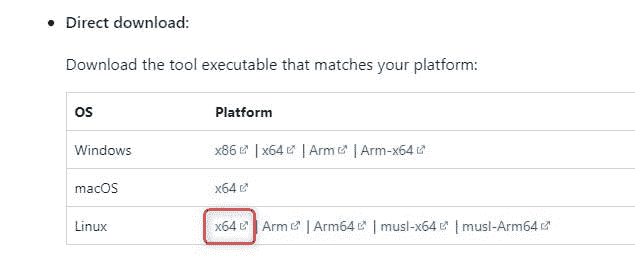 Direct download:
Download the tool executable that matches your platform:
OS Platform
Windows x86 | x64 | Arm | Arm-x64
macOS x64
Linux x64 | Arm | Arm64 | musl-x64 | musl-Arm64